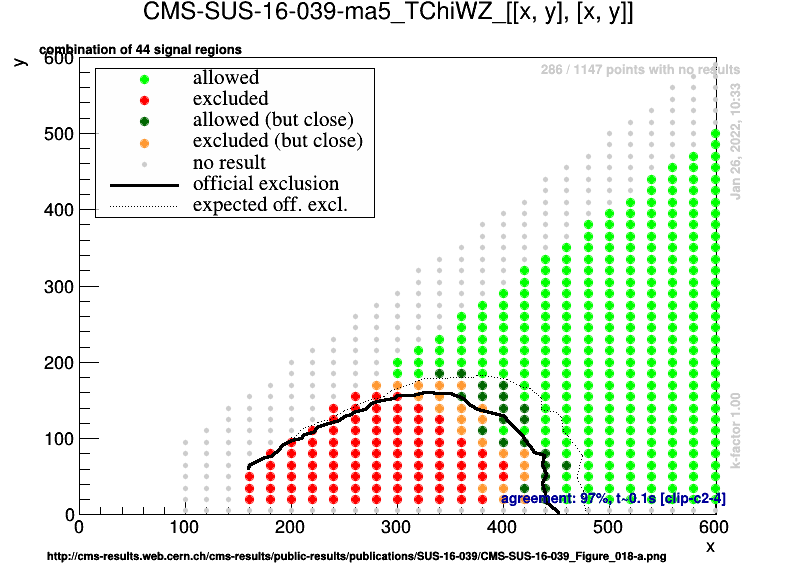 CMS-SUS-16-039-ma5_TChiWZ_[[x, y], [x, y]]
combination of 44 signal regions
y
286 / 1147 points with no results
Jan 26, 2022, 10:33
allowed
excluded
allowed (but close)
excluded (but close)
no result
official exclusion
expected off. excl.
600
500
400
300
200
100
0
k-factor 1.00
agreement: 97%, t~0.1s [clip-c2-4]
0 100 200 300 400 500 600
x
http://cms-results.web.cern.ch/cms-results/public-results/publications/SUS-16-039/CMS-SUS-16-039_Figure_018-a.png